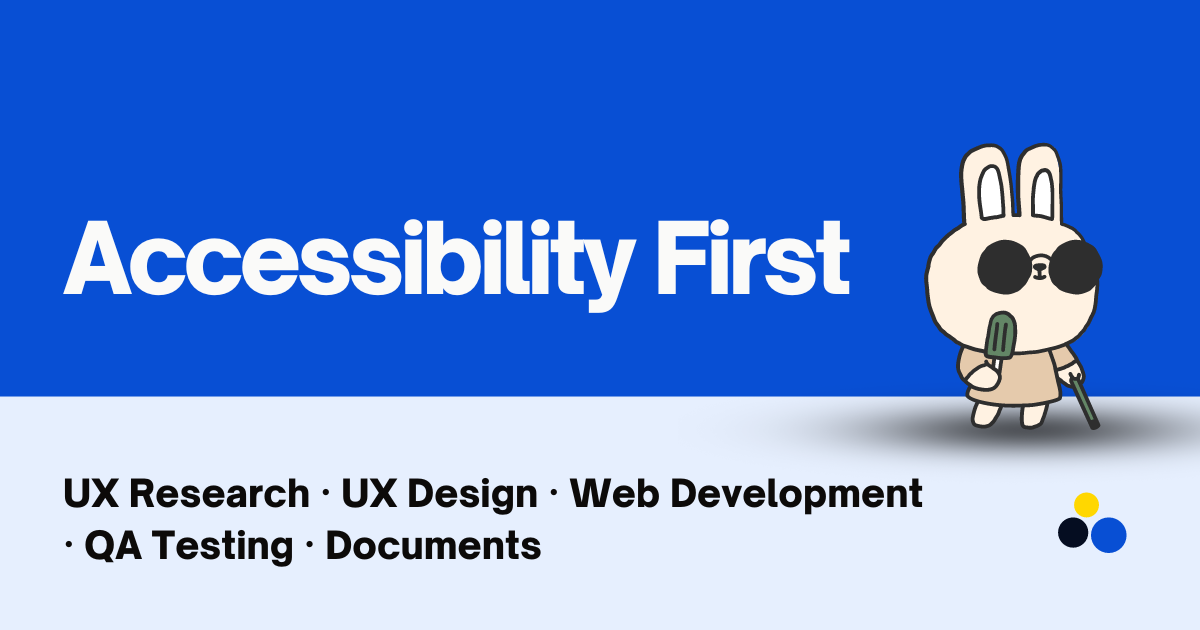 Accessibility First
UX Research · UX Design · Web Development
· QA Testing · Documents